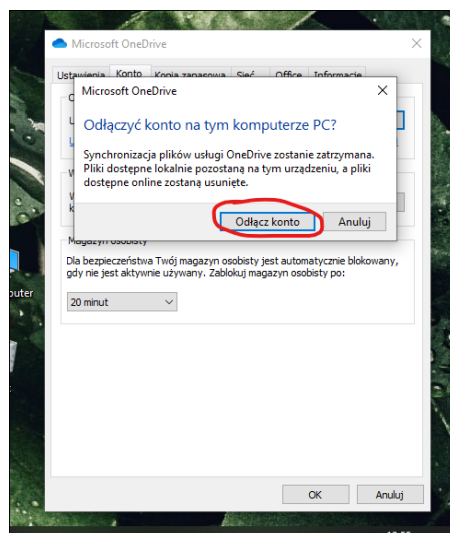 Microsoft OneDrive
Ustawienia Konto Kopia zapasowa Sieć Office Informacje
Microsoft OneDrive
Odłączyć konto na tym komputerze PC?
Synchronizacja plików usługi OneDrive zostanie zatrzymana.
Pliki dostępne lokalnie pozostaną na tym urządzeniu, a pliki
dostępne online zostaną usunięte.
Odłącz konto Anuluj
Magazyn osobisty
Dla bezpieczeństwa Twój magazyn osobisty jest automatycznie blokowany,
gdy nie jest aktywnie używany. Zablokuj magazyn osobisty po:
20 minut
OK Anuluj